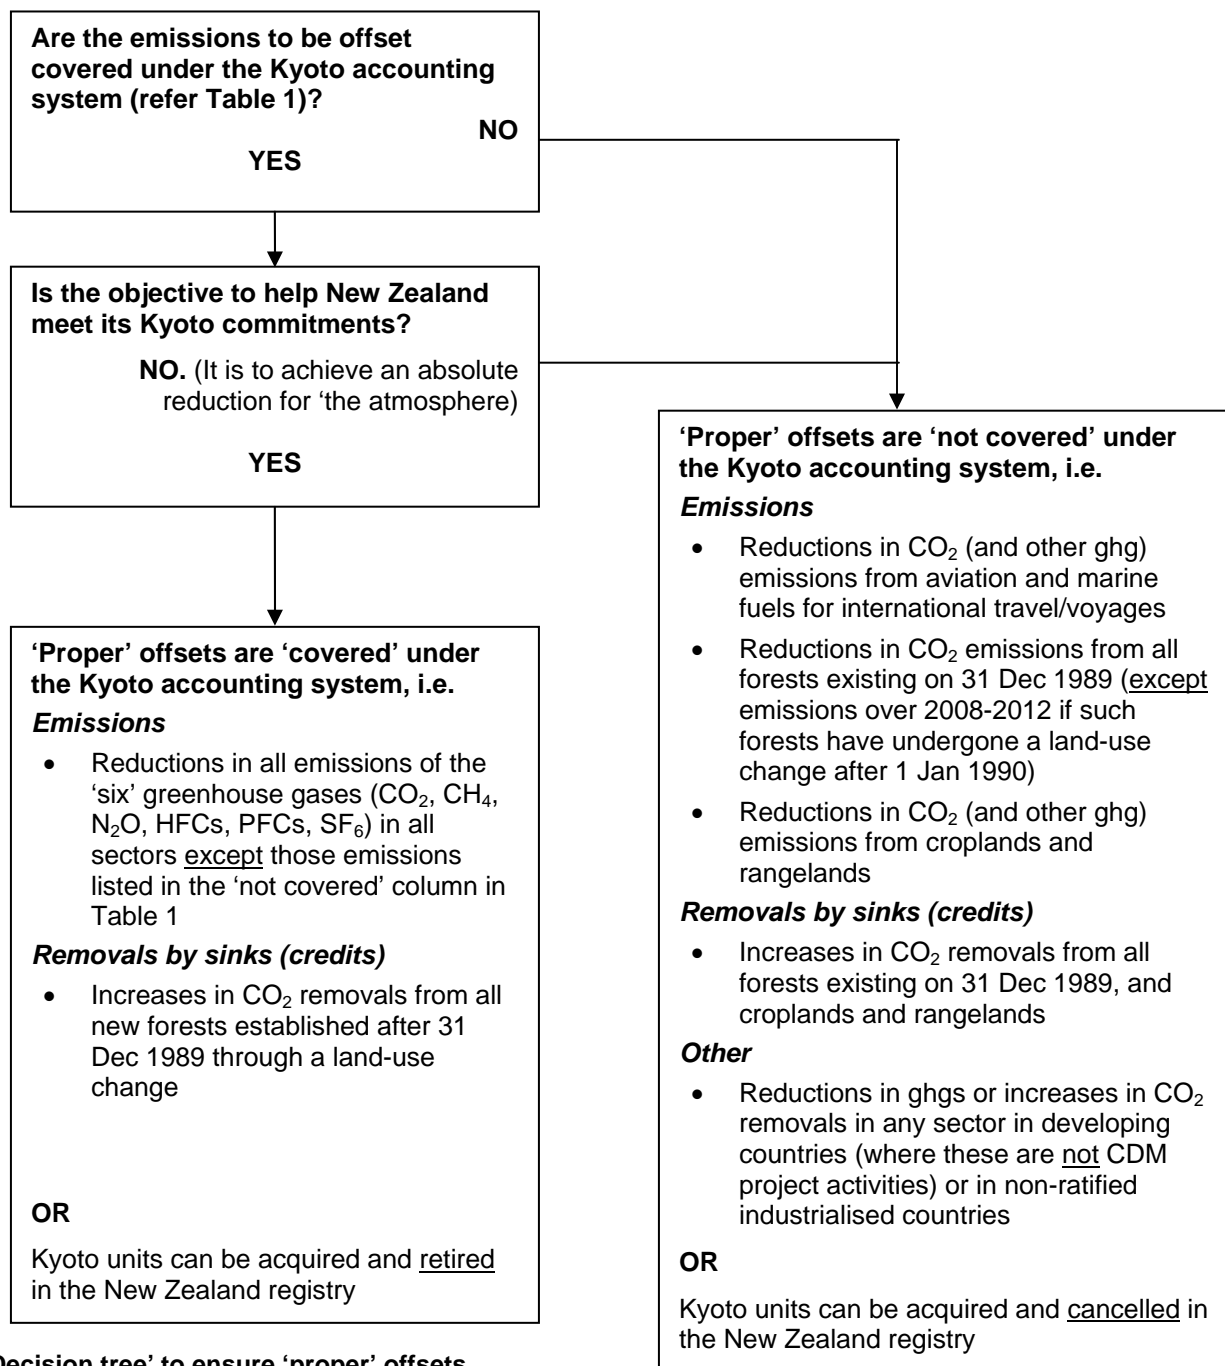 Are the emissions to be offset
covered under the Kyoto accounting
system (refer Table 1)?
NO
YES
Is the objective to help New Zealand
meet its Kyoto commitments?
NO. (It is to achieve an absolute
reduction for ‘the atmosphere)
YES
‘Proper’ offsets are ‘covered’ under
the Kyoto accounting system, i.e.
Emissions
• Reductions in all emissions of the
‘six’ greenhouse gases (CO₂, CH₄,
N₂O, HFCs, PFCs, SF₆) in all
sectors except those emissions
listed in the ‘not covered’ column in
Table 1
Removals by sinks (credits)
• Increases in CO₂ removals from all
new forests established after 31
Dec 1989 through a land-use
change
OR
Kyoto units can be acquired and retired
in the New Zealand registry
‘Proper’ offsets are ‘not covered’ under
the Kyoto accounting system, i.e.
Emissions
• Reductions in CO₂ (and other ghg)
emissions from aviation and marine
fuels for international travel/voyages
• Reductions in CO₂ emissions from all
forests existing on 31 Dec 1989 (except
emissions over 2008-2012 if such
forests have undergone a land-use
change after 1 Jan 1990)
• Reductions in CO₂ (and other ghg)
emissions from croplands and
rangelands
Removals by sinks (credits)
• Increases in CO₂ removals from all
forests existing on 31 Dec 1989, and
croplands and rangelands
Other
• Reductions in ghgs or increases in CO₂
removals in any sector in developing
countries (where these are not CDM
project activities) or in non-ratified
industrialised countries
OR
Kyoto units can be acquired and cancelled in
the New Zealand registry
Decision tree’ to ensure ‘proper’ offsets